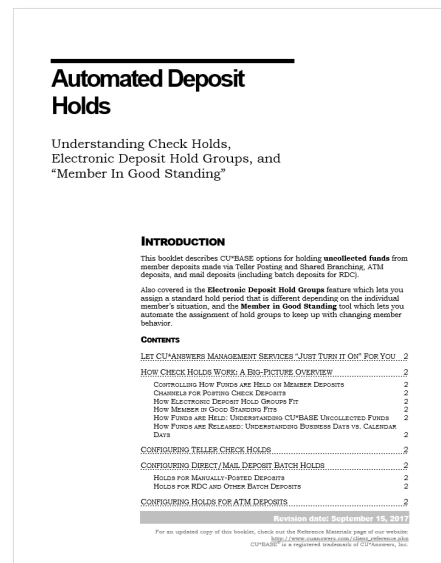 Automated Deposit
Holds
Understanding Check Holds,
Electronic Deposit Hold Groups, and
“Member In Good Standing”
INTRODUCTION
This booklet describes CU*BASE options for holding uncollected funds from
member deposits made via Teller Posting and Shared Branching, ATM
deposits, and mail deposits (including batch deposits for RDC).
Also covered is the Electronic Deposit Hold Groups feature which lets you
assign a standard hold period that is different depending on the individual
member’s situation, and the Member in Good Standing tool which lets you
automate the assignment of hold groups to keep up with changing member
behavior.
CONTENTS
LET CU*ANSWERS MANAGEMENT SERVICES “JUST TURN IT ON” FOR YOU 2
HOW CHECK HOLDS WORK: A BIG-PICTURE OVERVIEW 2
CONTROLLING HOW FUNDS ARE HELD ON MEMBER DEPOSITS 2
CHANNELS FOR POSTING CHECK DEPOSITS 2
HOW ELECTRONIC DEPOSIT HOLD GROUPS FIT 2
HOW MEMBER IN GOOD STANDING FITS 2
HOW FUNDS ARE HELD: UNDERSTANDING CU*BASE UNCOLLECTED FUNDS 2
HOW FUNDS ARE RELEASED: UNDERSTANDING BUSINESS DAYS VS. CALENDAR
DAYS 2
CONFIGURING TELLER CHECK HOLDS 2
CONFIGURING DIRECT/MAIL DEPOSIT BATCH HOLDS 2
HOLDS FOR MANUALLY-POSTED DEPOSITS 2
HOLDS FOR RDC AND OTHER BATCH DEPOSITS 2
CONFIGURING HOLDS FOR ATM DEPOSITS 2
Revision date: September 15, 2017
For an updated copy of this booklet, check out the Reference Materials page of our website:
http://www.cuanswers.com/client_reference.php
CU*BASE® is a registered trademark of CU*Answers, Inc.